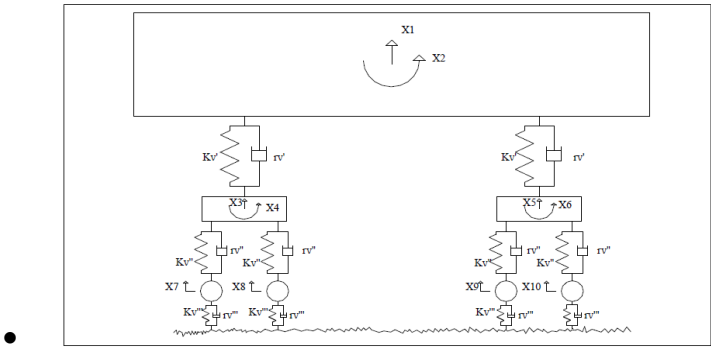 X1
X2
Kv' rv' Kv' rv'
X3 X4 X5 X6
Kv" rv" Kv" rv" Kv" rv" Kv" rv"
X7 X8 X9 X10
Kv''' rv''' Kv''' rv''' Kv''' rv''' rv'''